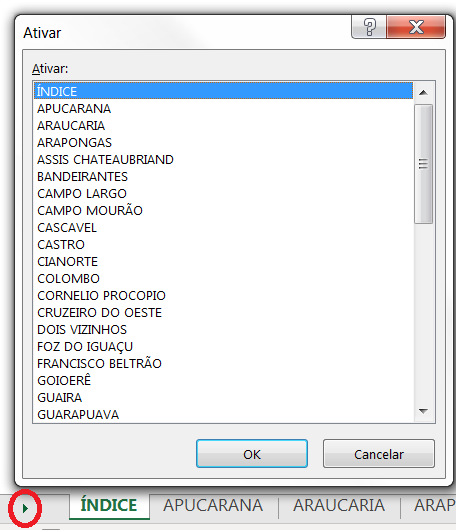 Ativar
?
Ativar:
ÍNDICE
APUCARANA
ARAUCARIA
ARAPONGAS
ASSIS CHATEAUBRIAND
BANDEIRANTES
CAMPO LARGO
CAMPO MOURÃO
CASCAVEL
CASTRO
CIANORTE
COLOMBO
CORNELIO PROCOPIO
CRUZEIRO DO OESTE
DOIS VIZINHOS
FOZ DO IGUAÇU
FRANCISCO BELTRÃO
GOIOERÊ
GUAIRA
GUARAPUAVA
OK Cancelar
ÍNDICE APUCARANA ARAUCARIA ARAP